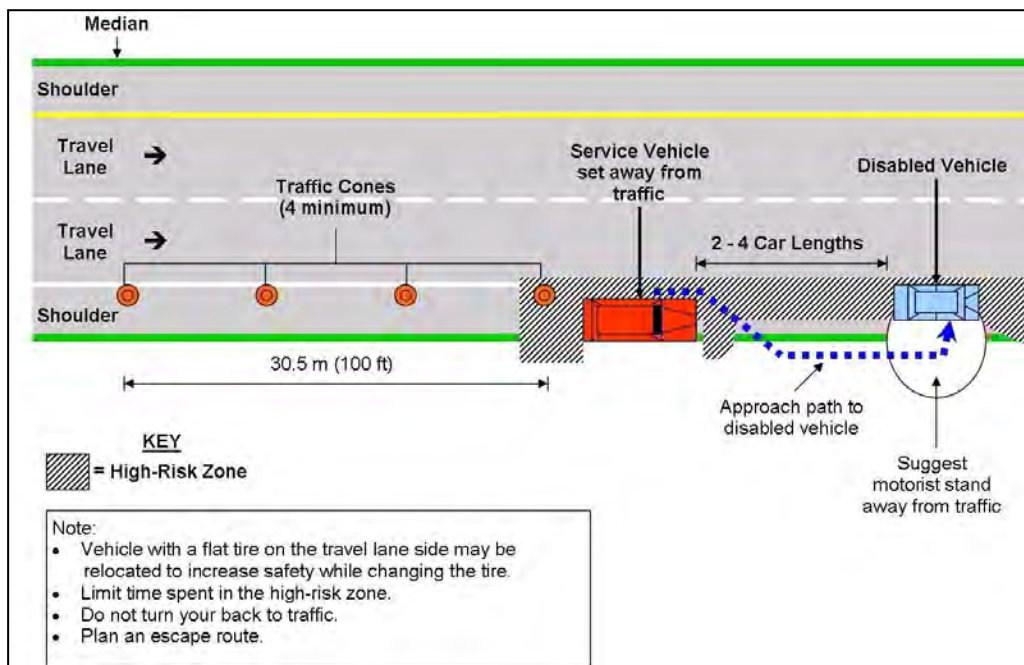 Median
Shoulder
Travel
Lane
Service Vehicle
set away from
traffic
Disabled Vehicle
Traffic Cones
(4 minimum)
Travel
Lane
2 - 4 Car Lengths
Shoulder
30.5 m (100 ft)
Approach path to
disabled vehicle
KEY
= High-Risk Zone
Suggest
motorist stand
away from traffic
Note:
• Vehicle with a flat tire on the travel lane side may be
relocated to increase safety while changing the tire.
• Limit time spent in the high-risk zone.
• Do not turn your back to traffic.
• Plan an escape route.